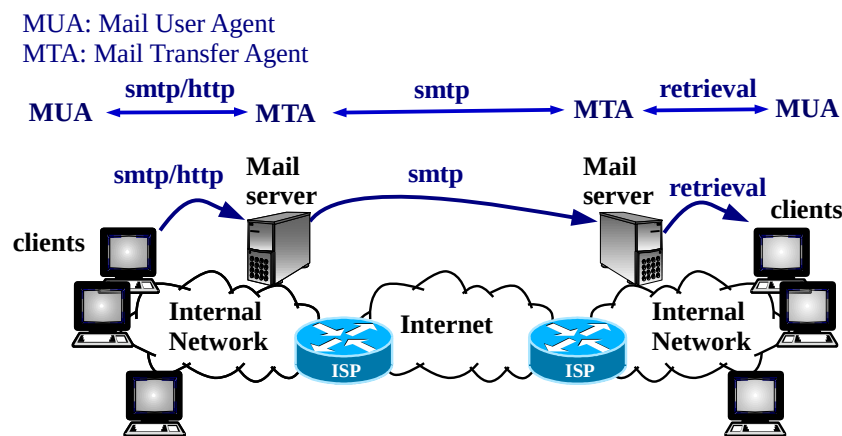 MUA: Mail User Agent
MTA: Mail Transfer Agent
smtp/http
smtp
retrieval
MUA
MTA
MTA
MUA
smtp/http
Mail
server
smtp
Mail
server
retrieval
clients
clients
Internal
Network
Internet
Internal
Network
ISP
ISP